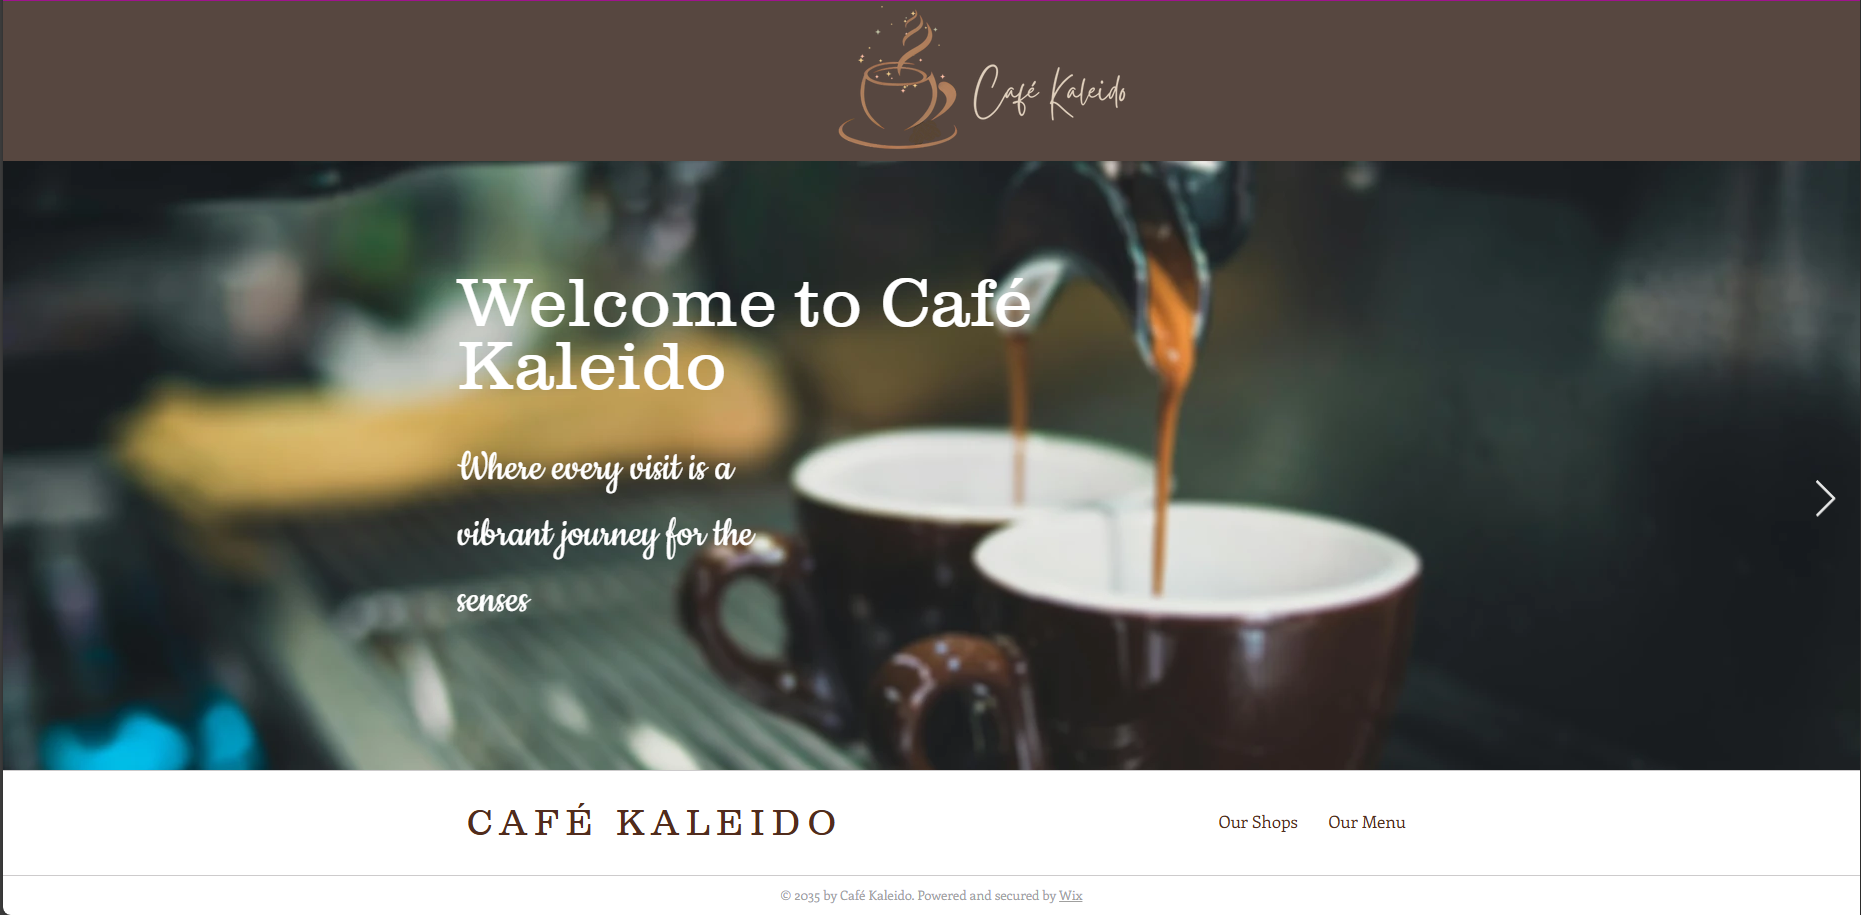 Café Kaleido
Welcome to Café
Kaleido
Where every visit is a
vibrant journey for the
senses
CAFÉ KALEIDO
Our Shops
Our Menu
© 2035 by Café Kaleido. Powered and secured by Wix